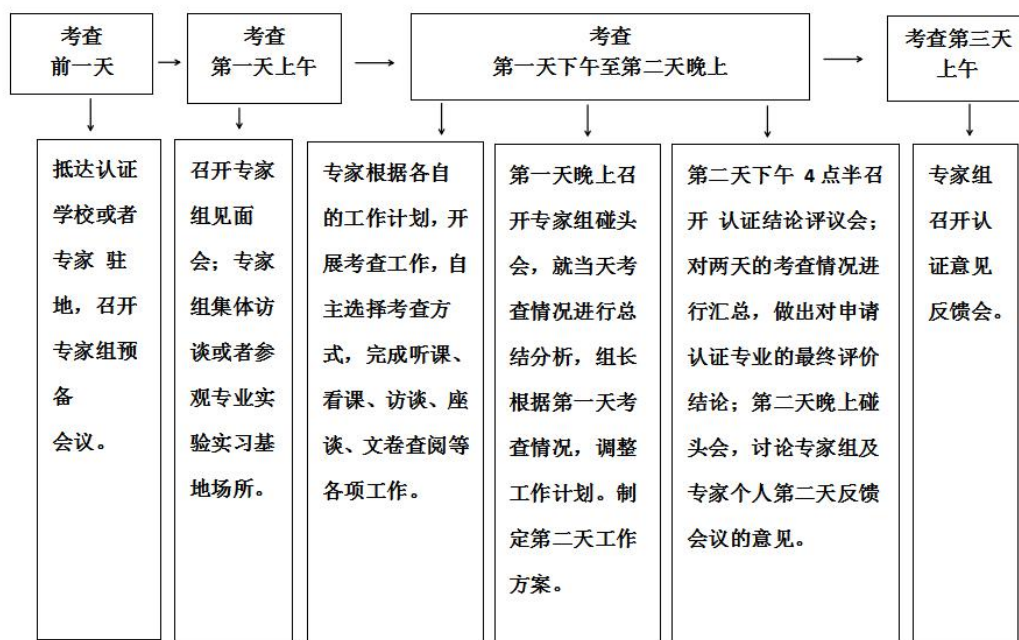 考查
前一天
考查
第一天上午
考查
第一天下午至第二天晚上
考查第三天
上午
抵达认证
学校或者
专家 驻
地，召开
专家组预
备
会议。
召开专家
组见面
会；专家
组集体访
谈或者参
观专业实
验实习基
地场所。
专家根据各自
的工作计划，开
展考查工作，自
主选择考查方
式，完成听课、
看课、访谈、座
谈、文卷查阅等
各项工作。
第一天晚上召
开专家组碰头
会，就当天考
查情况进行总
结分析，组长
根据第一天考
查情况，调整
工作计划。制
定第二天工作
方案。
第二天下午 4 点半召
开 认证结论评议会；
对两天的考查情况进
行汇总，做出对申请
认证专业的最终评价
结论；第二天晚上碰
头会，讨论专家组及
专家个人第二天反馈
会议的意见。
专家组
召开认
证意见
反馈会。